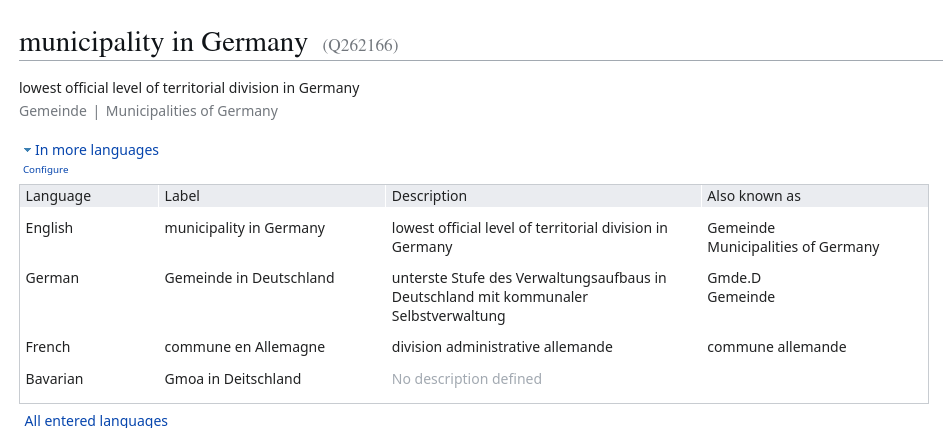 municipality in Germany (Q262166)
lowest official level of territorial division in Germany
Gemeinde | Municipalities of Germany
In more languages
Configure
Language Label Description Also known as
English municipality in Germany lowest official level of territorial division in Gemeinde
Germany Municipalities of Germany
German Gemeinde in Deutschland unterste Stufe des Verwaltungsaufbaus in Gmde.D
Deutschland mit kommunaler Gemeinde
Selbstverwaltung
French commune en Allemagne division administrative allemande commune allemande
Bavarian Gmoa in Deitschland No description defined
All entered languages